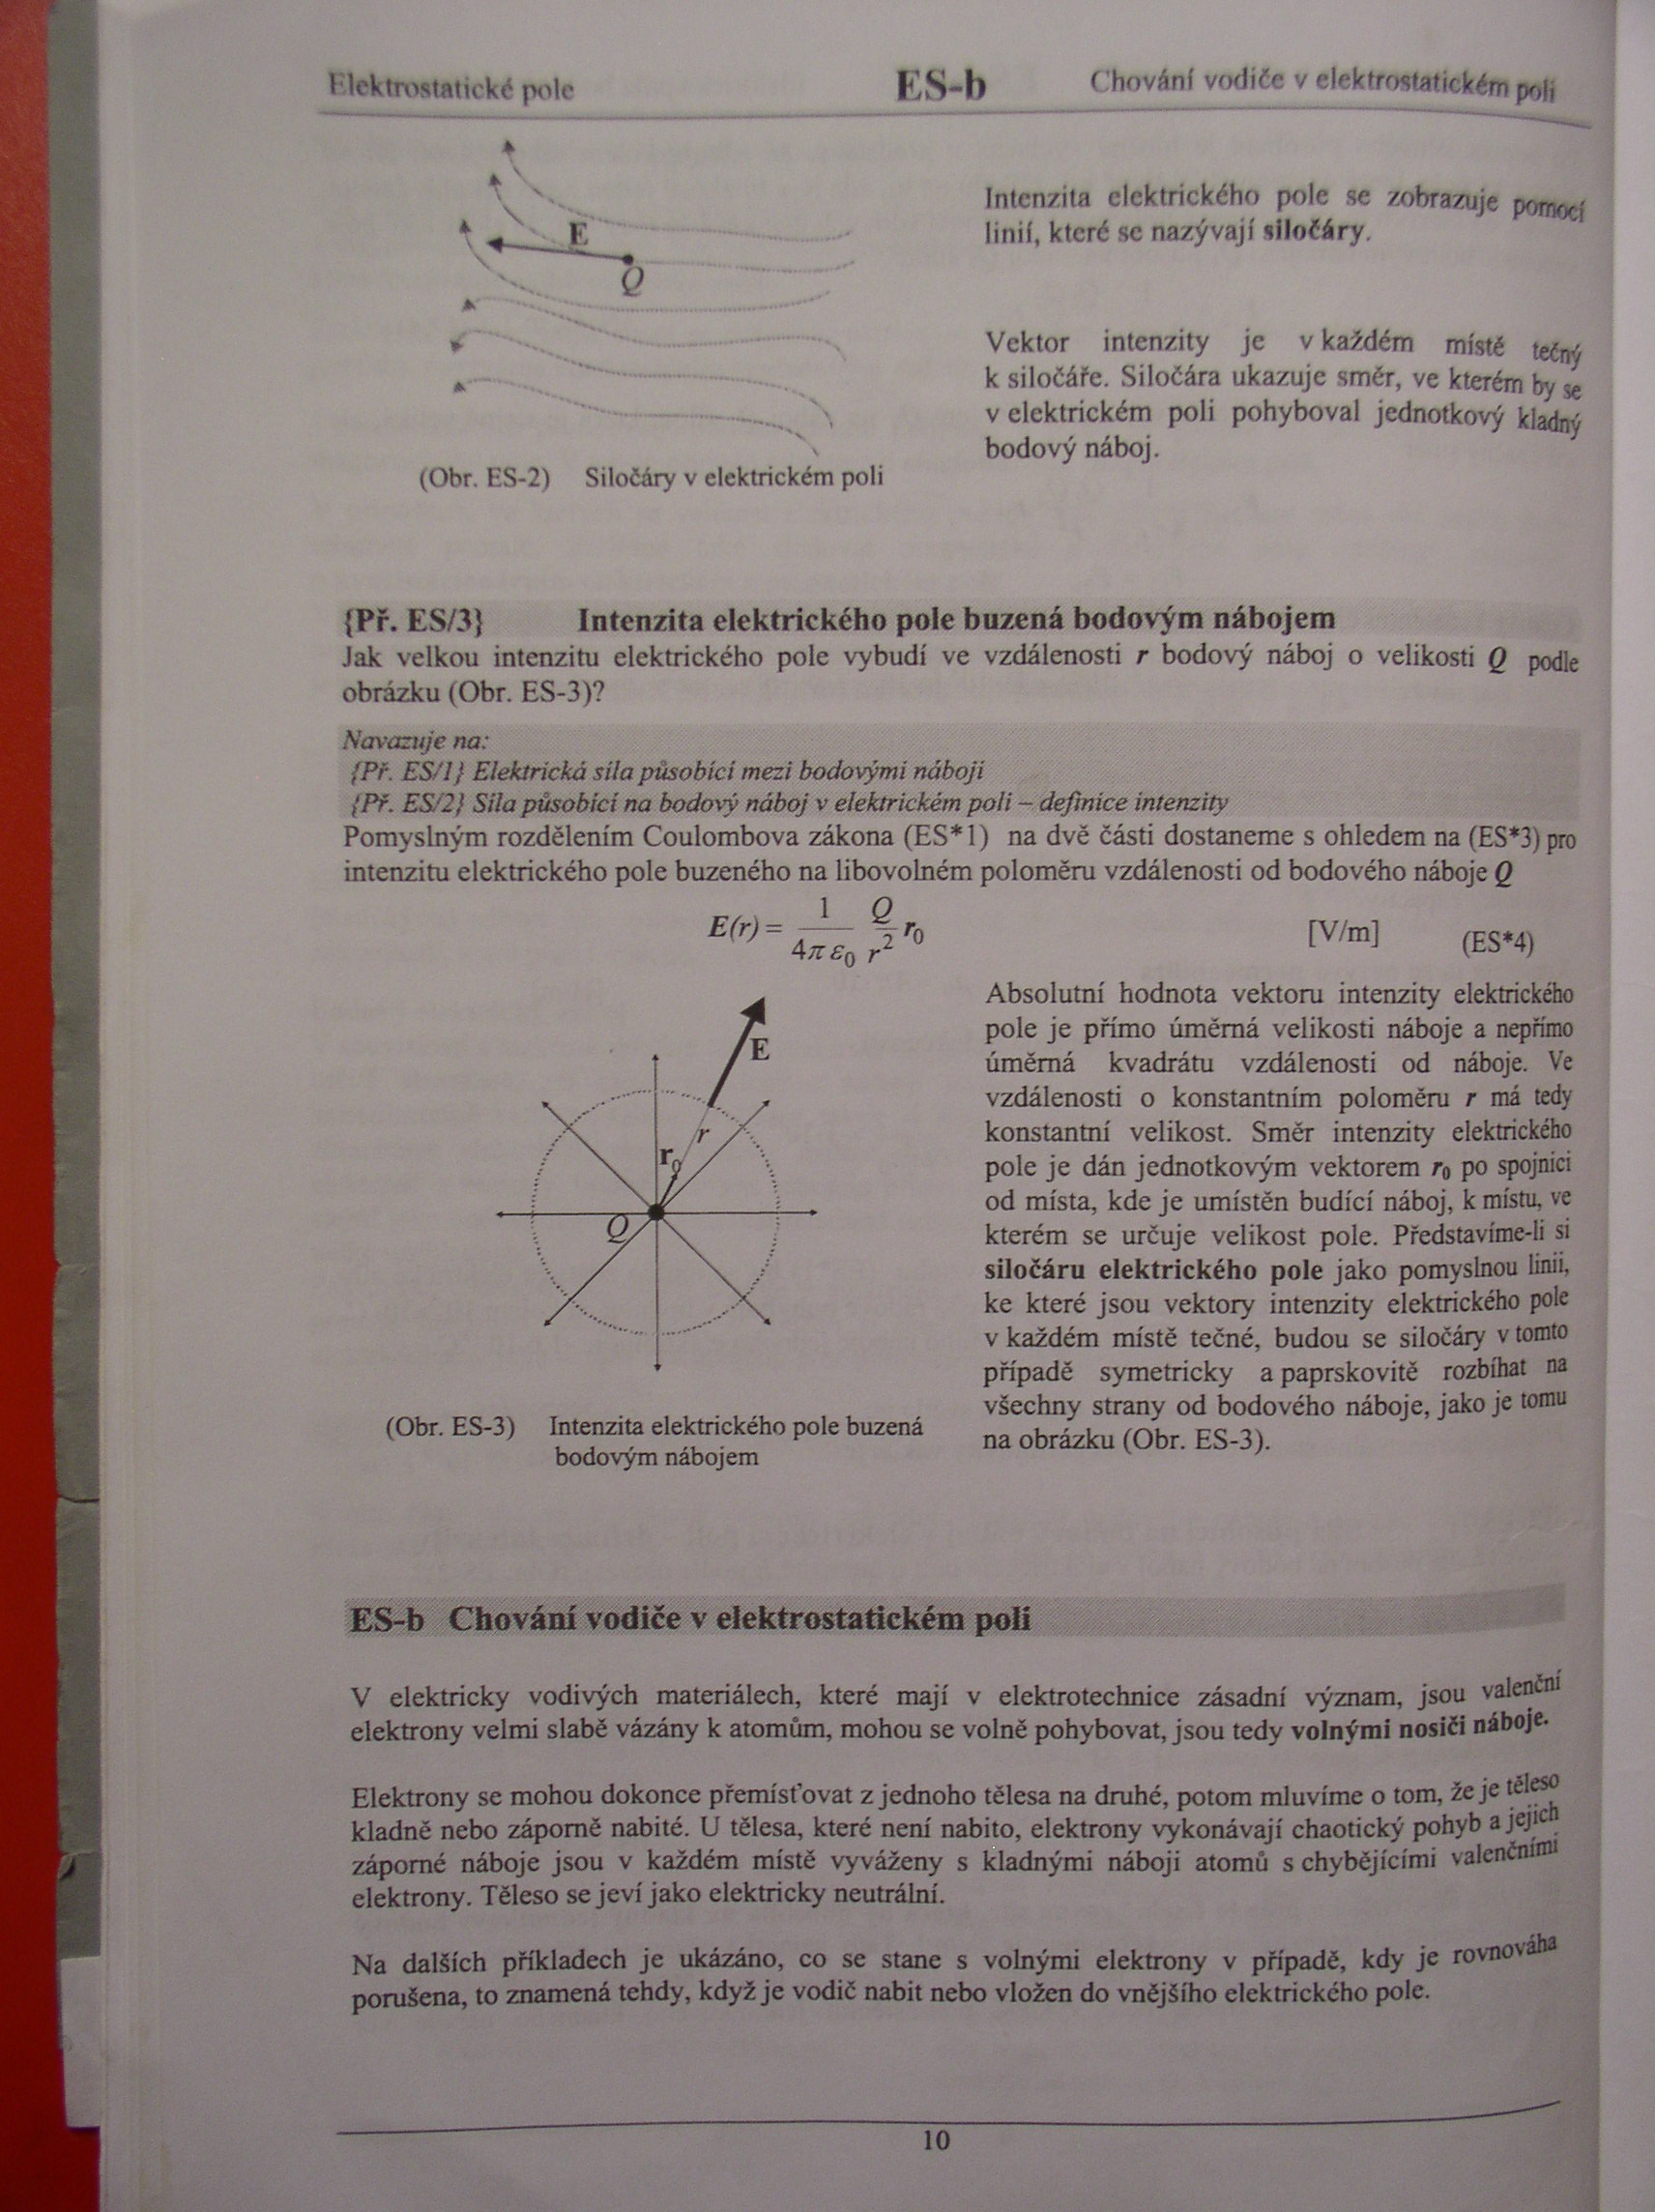 Elektrostatické pole ES-b Chování vodiče v elektrostatickém poli
E
Q
(Obr. ES-2) Siločáry v elektrickém poli
Intenzita elektrického pole se zobrazuje pomocí
linií, které se nazývají siločáry.
Vektor intenzity je v každém místě tečný
k siločáře. Siločára ukazuje směr, ve kterém by se
v elektrickém poli pohyboval jednotkový kladný
bodový náboj.
{Př. ES/3} Intenzita elektrického pole buzená bodovým nábojem
Jak velkou intenzitu elektrického pole vybudí ve vzdálenosti r bodový náboj o velikosti Q podle
obrázku (Obr. ES-3)?
Navazuje na:
{Př. ES/1} Elektrická síla působící mezi bodovými náboji
{Př. ES/2} Síla působící na bodový náboj v elektrickém poli – definice intenzity
Pomyslným rozdělením Coulombova zákona (ES*1) na dvě části dostaneme s ohledem na (ES*3) pro
intenzitu elektrického pole buzeného na libovolném poloměru vzdálenosti od bodového náboje Q
E(r) = 1/(4π ε₀) Q/r² r₀ [V/m] (ES*4)
E
r
r₀
Q
(Obr. ES-3) Intenzita elektrického pole buzená
bodovým nábojem
Absolutní hodnota vektoru intenzity elektrického
pole je přímo úměrná velikosti náboje a nepřímo
úměrná kvadrátu vzdálenosti od náboje. Ve
vzdálenosti o konstantním poloměru r má tedy
konstantní velikost. Směr intenzity elektrického
pole je dán jednotkovým vektorem r₀ po spojnici
od místa, kde je umístěn budící náboj, k místu, ve
kterém se určuje velikost pole. Představíme-li si
siločáru elektrického pole jako pomyslnou linii,
ke které jsou vektory intenzity elektrického pole
v každém místě tečné, budou se siločáry v tomto
případě symetricky a paprskovitě rozbíhat na
všechny strany od bodového náboje, jako je tomu
na obrázku (Obr. ES-3).
ES-b Chování vodiče v elektrostatickém poli
V elektricky vodivých materiálech, které mají v elektrotechnice zásadní význam, jsou valenční
elektrony velmi slabě vázány k atomům, mohou se volně pohybovat, jsou tedy volnými nosiči náboje.
Elektrony se mohou dokonce přemísťovat z jednoho tělesa na druhé, potom mluvíme o tom, že je těleso
kladně nebo záporně nabité. U tělesa, které není nabito, elektrony vykonávají chaotický pohyb a jejich
záporné náboje jsou v každém místě vyváženy s kladnými náboji atomů s chybějícími valenčními
elektrony. Těleso se jeví jako elektricky neutrální.
Na dalších příkladech je ukázáno, co se stane s volnými elektrony v případě, kdy je rovnováha
porušena, to znamená tehdy, když je vodič nabit nebo vložen do vnějšího elektrického pole.
10